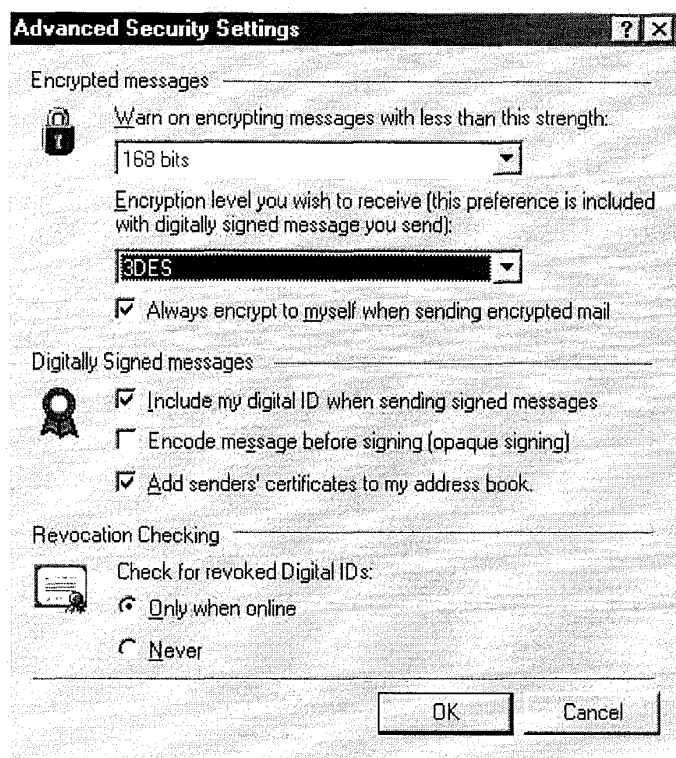 Advanced Security Settings
Encrypted messages
Warn on encrypting messages with less than this strength:
168 bits
Encryption level you wish to receive (this preference is included
with digitally signed message you send):
3DES
Always encrypt to myself when sending encrypted mail
Digitally Signed messages
Include my digital ID when sending signed messages
Encode message before signing (opaque signing)
Add senders' certificates to my address book.
Revocation Checking
Check for revoked Digital IDs:
Only when online
Never
OK Cancel